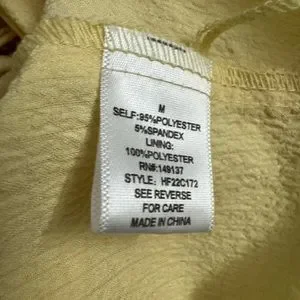 M
SELF:95%POLYESTER
5%SPANDEX
LINING:
100%POLYESTER
RN#:149137
STYLE: HF22C172
SEE REVERSE
FOR CARE
MADE IN CHINA